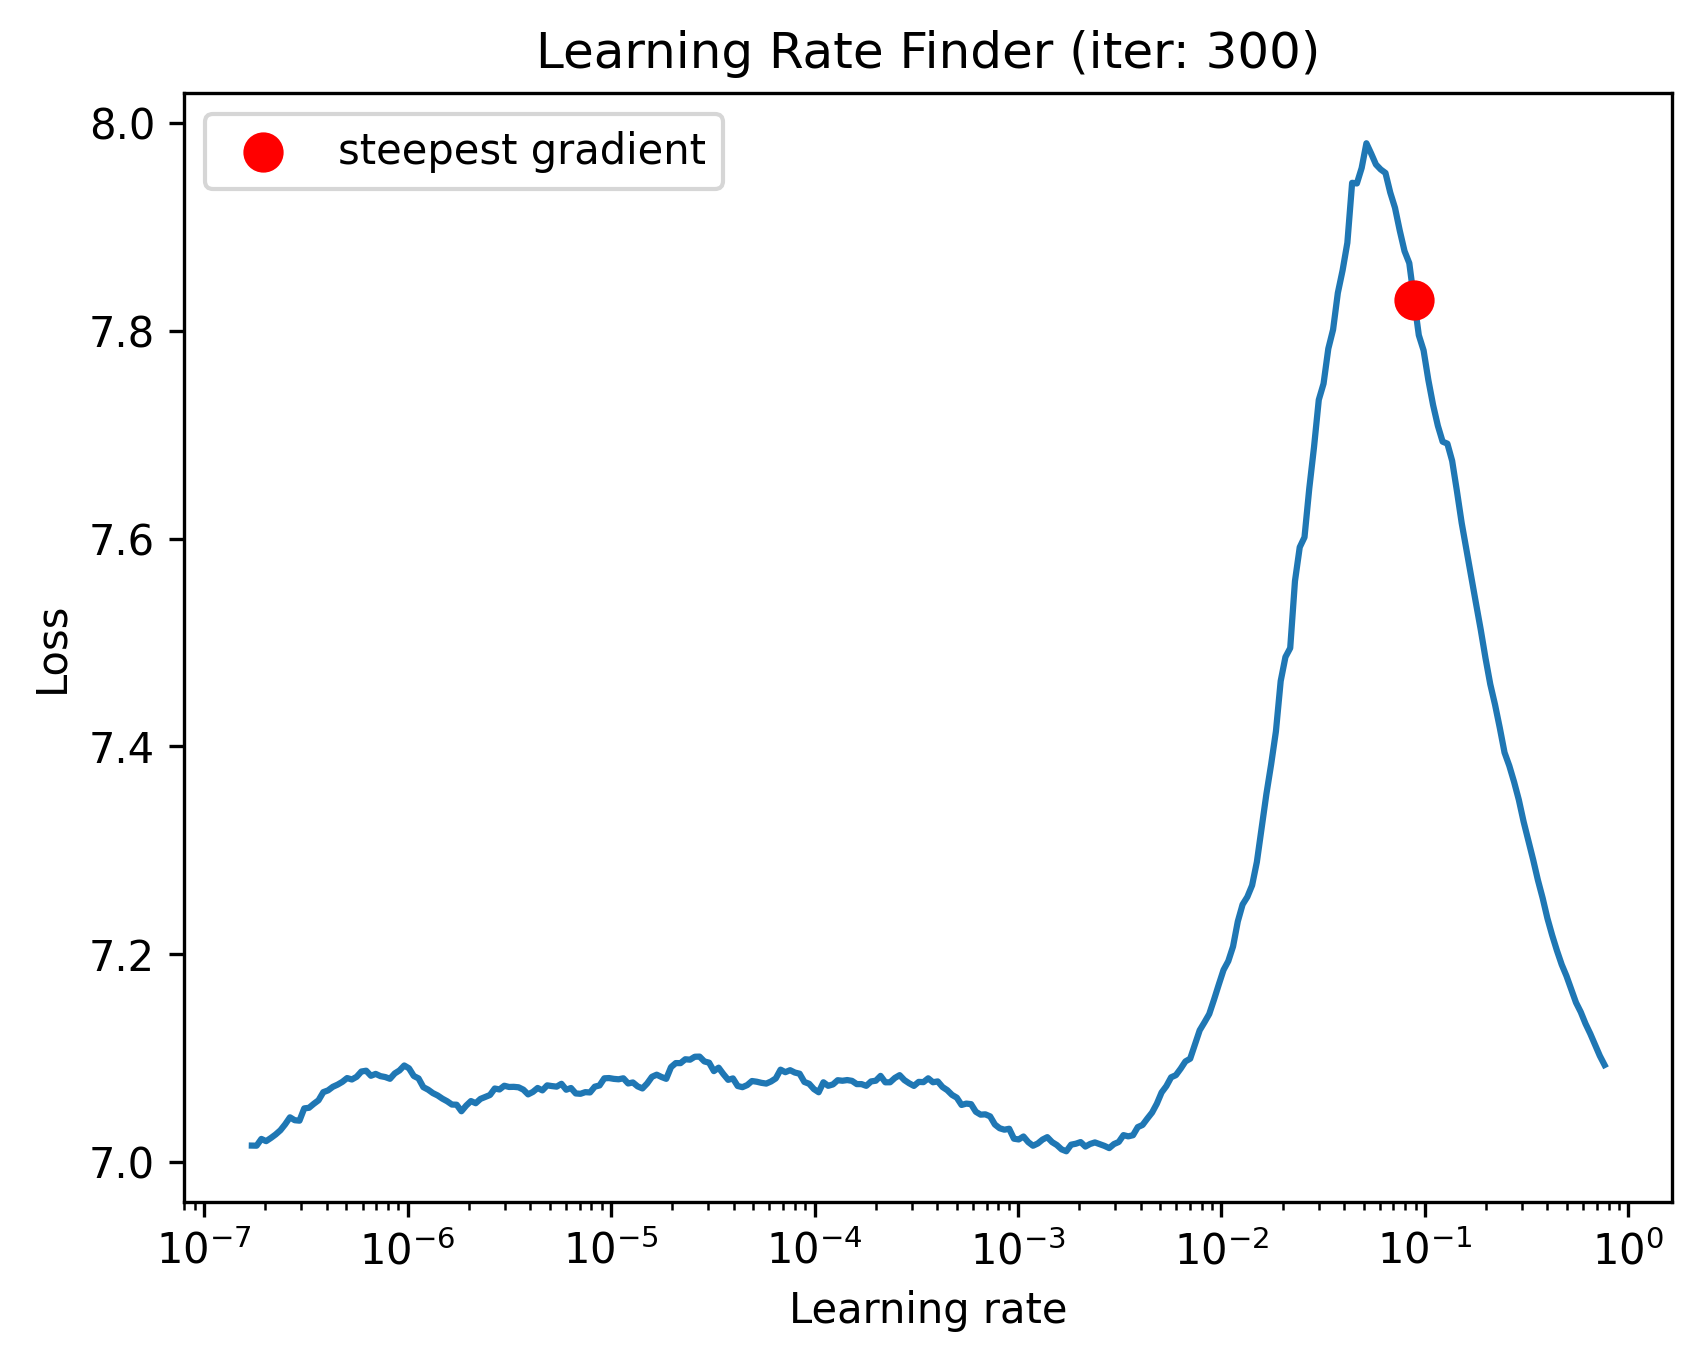 Learning Rate Finder (iter: 300)
steepest gradient
8.0
7.8
7.6
7.4
7.2
7.0
Loss
10⁻⁷ 10⁻⁶ 10⁻⁵ 10⁻⁴ 10⁻³ 10⁻² 10⁻¹ 10⁰
Learning rate